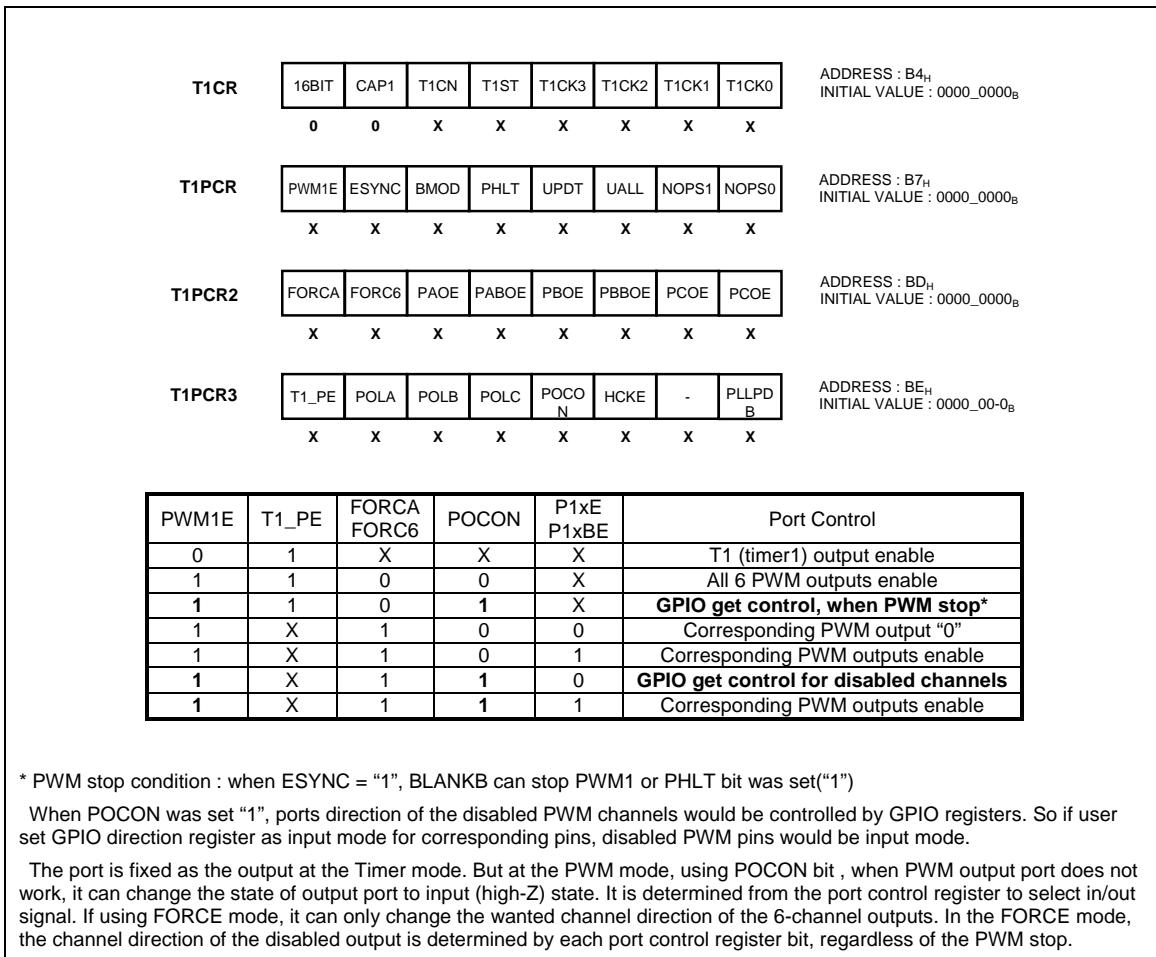 T1CR 16BIT CAP1 T1CN T1ST T1CK3 T1CK2 T1CK1 T1CK0 ADDRESS : B4H
INITIAL VALUE : 0000_0000B
0 0 X X X X X X
T1PCR PWM1E ESYNC BMOD PHLT UPDT UALL NOPS1 NOPS0 ADDRESS : B7H
INITIAL VALUE : 0000_0000B
X X X X X X X X
T1PCR2 FORCA FORC6 PAOE PABOE PBOE PBBOE PCOE PCOE ADDRESS : BDH
INITIAL VALUE : 0000_0000B
X X X X X X X X
T1PCR3 T1_PE POLA POLB POLC POCO
N HCKE - PLLPD
B ADDRESS : BEH
INITIAL VALUE : 0000_00-0B
X X X X X X X X
PWM1E T1_PE FORCA
FORC6 POCON P1xE
P1xBE Port Control
0 1 X X X T1 (timer1) output enable
1 1 0 0 X All 6 PWM outputs enable
1 1 0 1 X GPIO get control, when PWM stop*
1 X 1 0 0 Corresponding PWM output “0”
1 X 1 0 1 Corresponding PWM outputs enable
1 X 1 1 0 GPIO get control for disabled channels
1 X 1 1 1 Corresponding PWM outputs enable
* PWM stop condition : when ESYNC = “1”, BLANKB can stop PWM1 or PHLT bit was set(“1”)
When POCON was set “1”, ports direction of the disabled PWM channels would be controlled by GPIO registers. So if user
set GPIO direction register as input mode for corresponding pins, disabled PWM pins would be input mode.
The port is fixed as the output at the Timer mode. But at the PWM mode, using POCON bit , when PWM output port does not
work, it can change the state of output port to input (high-Z) state. It is determined from the port control register to select in/out
signal. If using FORCE mode, it can only change the wanted channel direction of the 6-channel outputs. In the FORCE mode,
the channel direction of the disabled output is determined by each port control register bit, regardless of the PWM stop.